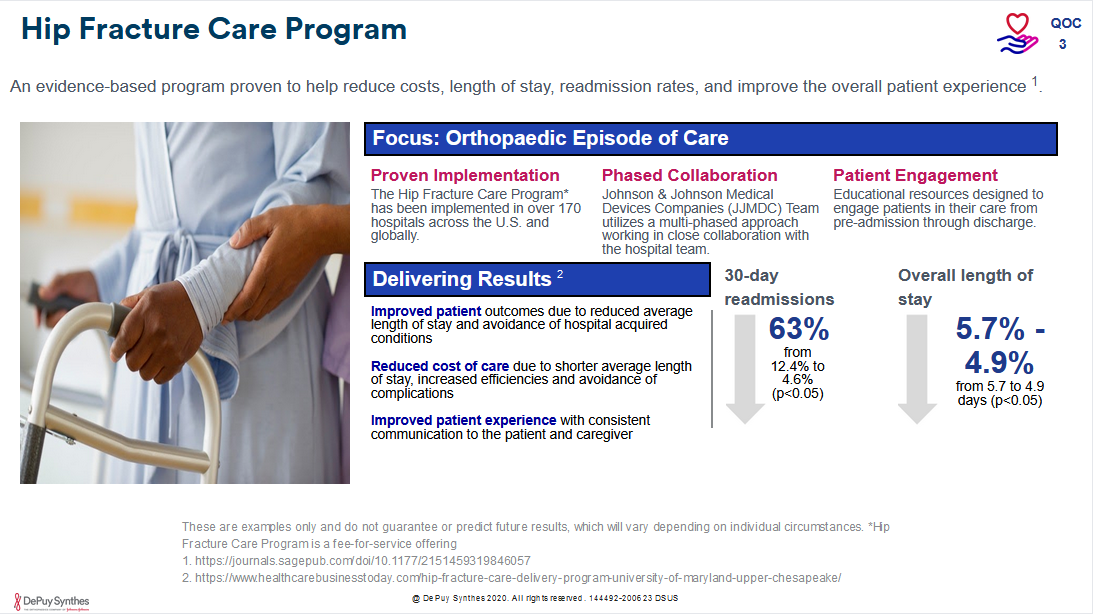 Hip Fracture Care Program
QOC
3
An evidence-based program proven to help reduce costs, length of stay, readmission rates, and improve the overall patient experience 1.
Focus: Orthopaedic Episode of Care
Proven Implementation
The Hip Fracture Care Program*
has been implemented in over 170
hospitals across the U.S. and
globally.
Phased Collaboration
Johnson & Johnson Medical
Devices Companies (JJMDC) Team
utilizes a multi-phased approach
working in close collaboration with
the hospital team.
Patient Engagement
Educational resources designed to
engage patients in their care from
pre-admission through discharge.
Delivering Results 2
Improved patient outcomes due to reduced average
length of stay and avoidance of hospital acquired
conditions
Reduced cost of care due to shorter average length
of stay, increased efficiencies and avoidance of
complications
Improved patient experience with consistent
communication to the patient and caregiver
30-day
readmissions
63%
from
12.4% to
4.6%
(p<0.05)
Overall length of
stay
5.7% -
4.9%
from 5.7 to 4.9
days (p<0.05)
These are examples only and do not guarantee or predict future results, which will vary depending on individual circumstances. *Hip
Fracture Care Program is a fee-for-service offering
1. https://journals.sagepub.com/doi/10.1177/2151459319846057
2. https://www.healthcarebusinesstoday.com/hip-fracture-care-delivery-program-university-of-maryland-upper-chesapeake/
DePuy Synthes
@ DePuy Synthes 2020. All rights reserved. 144492-200623 DSUS